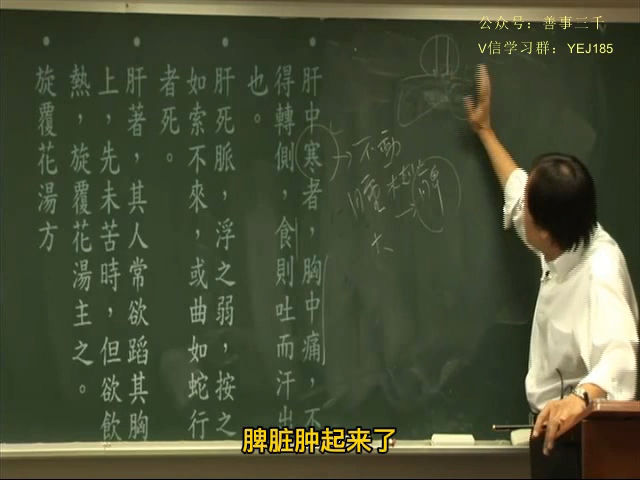 公众号：善事三千
V信学习群：YEJ185
• 肝中寒者，胸中痛，不
得轉側，食則吐而汗出
也。
• 肝死脈，浮之弱，按之
如索不來，或曲如蛇行
者死。
• 肝著，其人常欲蹈其胸
上，先未苦時，但欲飲
熱，旋覆花湯主之。
• 旋覆花湯方
→不動
脾
大
脾脏肿起来了